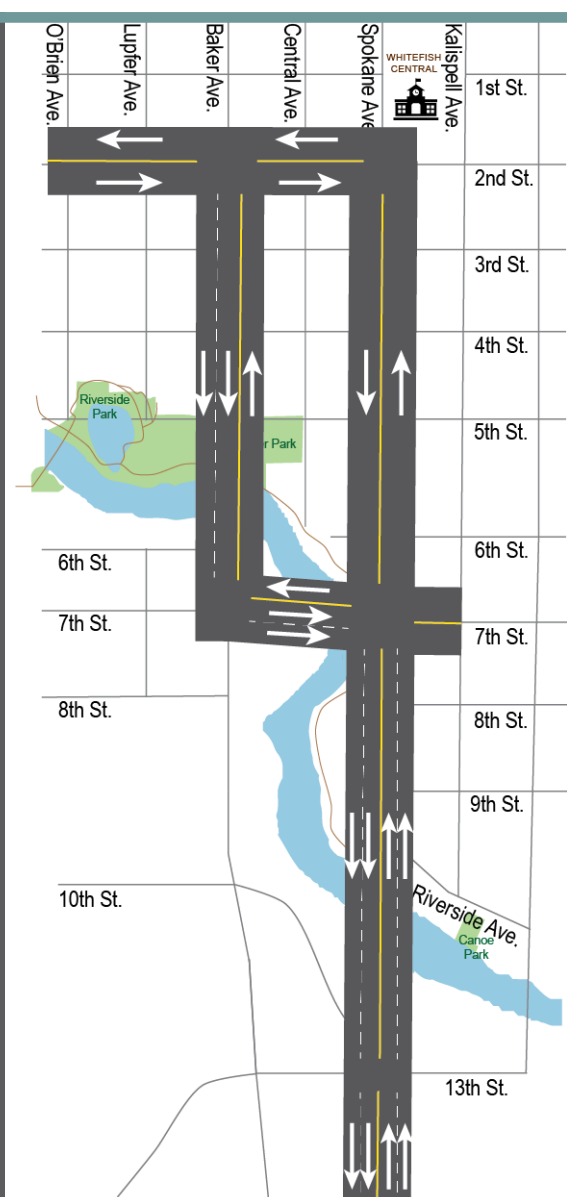 O'Brien Ave.
Lupfer Ave.
Baker Ave.
Central Ave.
Spokane Ave
Kalispell Ave.
WHITEFISH
CENTRAL
1st St.
2nd St.
3rd St.
4th St.
Riverside
Park
5th St.
r Park
6th St.
6th St.
7th St.
7th St.
8th St.
8th St.
9th St.
10th St.
Riverside Ave.
Canoe
Park
13th St.